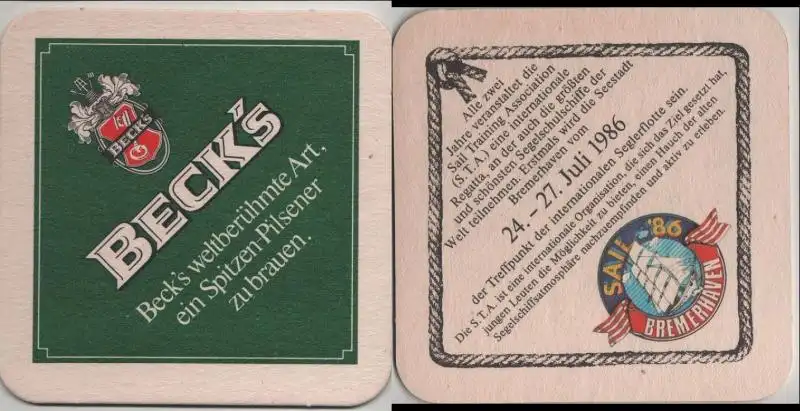 BECK'S
BECK'S
Beck's weltberühmte Art,
ein Spitzen-Pilsener
zu brauen.
Alle zwei
Jahre veranstaltet die
Sail Training Association
(S.T.A.) eine internationale
Regatta, an der auch die größten
und schönsten Segelschulschiffe der
Welt teilnehmen. Erstmals wird die Seestadt
Bremerhaven vom
24. - 27. Juli 1986
der Treffpunkt der internationalen Seglerflotte sein.
Die S.T.A. ist eine internationale Organisation, die sich das Ziel gesetzt hat,
jungen Leuten die Möglichkeit zu bieten, einen Hauch der alten
Segelschiffsatmosphäre nachzuempfinden und aktiv zu erleben.
SAIL '86
BREMERHAVEN